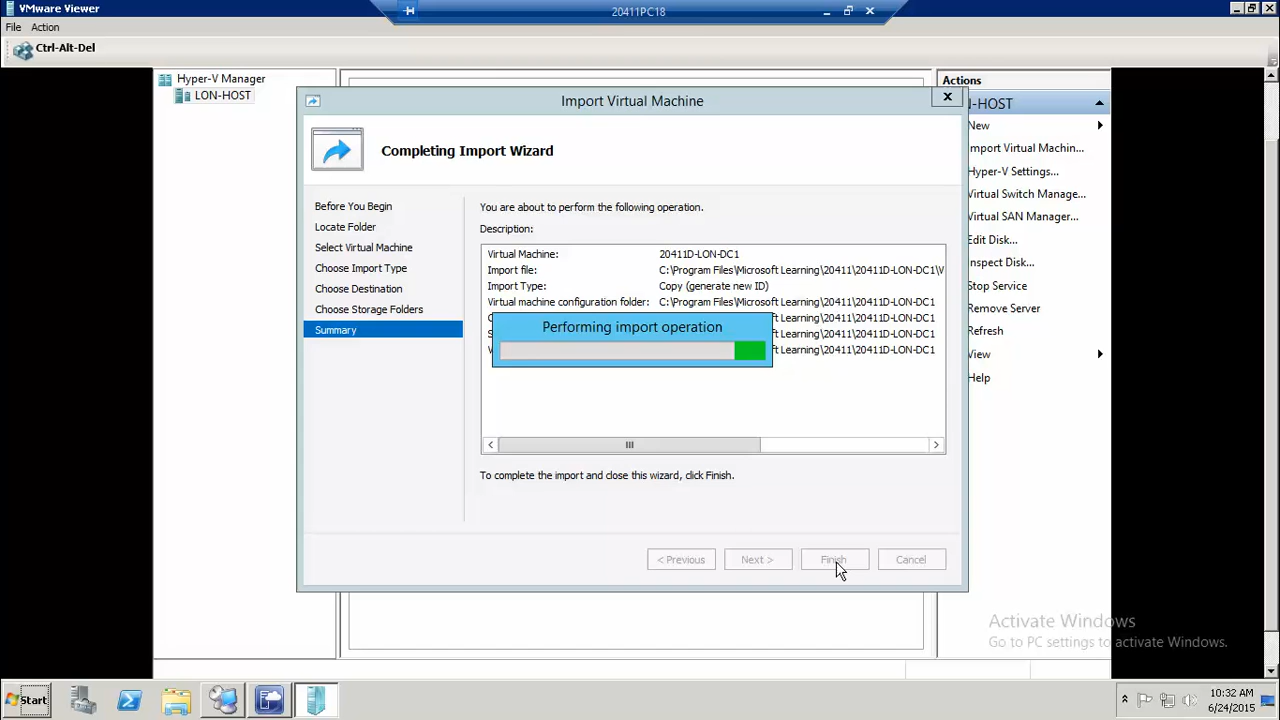 VMware Viewer
20411PC18
File Action
Ctrl-Alt-Del
Hyper-V Manager
LON-HOST
Import Virtual Machine
Completing Import Wizard
Before You Begin
Locate Folder
Select Virtual Machine
Choose Import Type
Choose Destination
Choose Storage Folders
Summary
You are about to perform the following operation.
Description:
Virtual Machine: 20411D-LON-DC1
Import file: C:\Program Files\Microsoft Learning\20411\20411D-LON-DC1\V
Import Type: Copy (generate new ID)
Virtual machine configuration folder: C:\Program Files\Microsoft Learning\20411\20411D-LON-DC1
ft Learning\20411\20411D-LON-DC1
ft Learning\20411\20411D-LON-DC1
ft Learning\20411\20411D-LON-DC1
Performing import operation
To complete the import and close this wizard, click Finish.
< Previous
Next >
Finish
Cancel
Actions
N-HOST
New
Import Virtual Machin...
Hyper-V Settings...
Virtual Switch Manage...
Virtual SAN Manager...
Edit Disk...
Inspect Disk...
Stop Service
Remove Server
Refresh
View
Help
Activate Windows
Go to PC settings to activate Windows.
Start
10:32 AM
6/24/2015